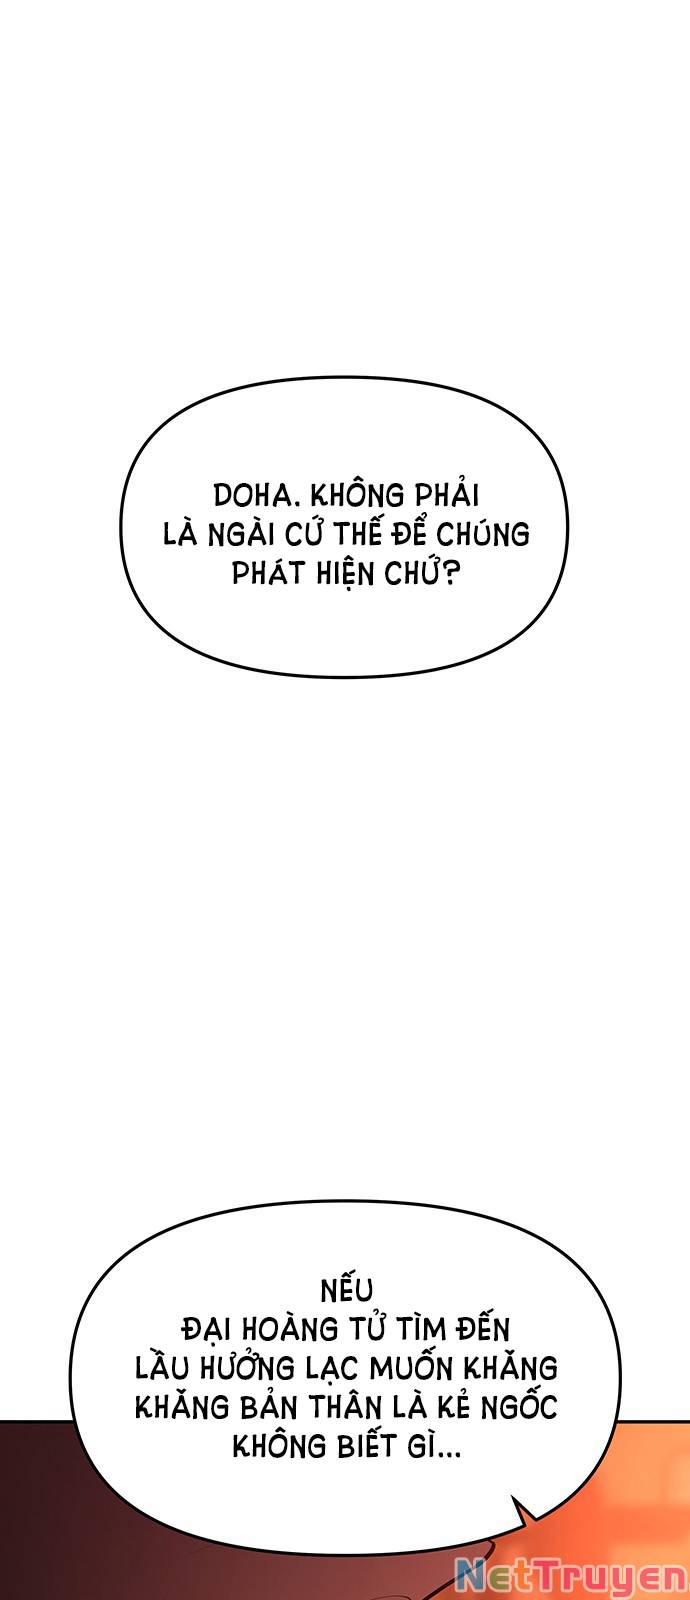 DOHA. KHÔNG PHẢI
LÀ NGÀI CỨ THẾ ĐỂ CHÚNG
PHÁT HIỆN CHỨ?
NẾU
ĐẠI HOÀNG TỬ TÌM ĐẾN
LẦU HƯỞNG LẠC MUỐN KHĂNG
KHĂNG BẢN THÂN LÀ KẺ NGỐC
KHÔNG BIẾT GÌ...
NetTruyen